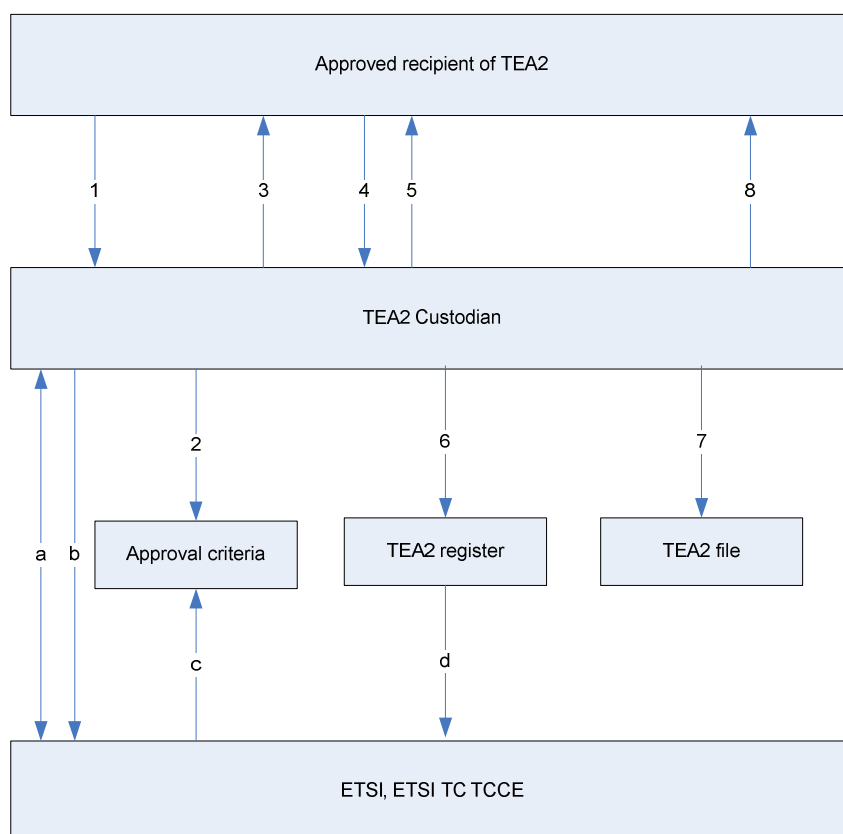 Approved recipient of TEA2
1 3 4 5 8
TEA2 Custodian
2 6 7
Approval criteria TEA2 register TEA2 file
a b
c d
ETSI, ETSI TC TCCE